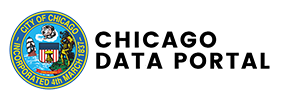 CITY OF CHICAGO
INCORPORATED 4th MARCH 1837
CHICAGO
DATA PORTAL